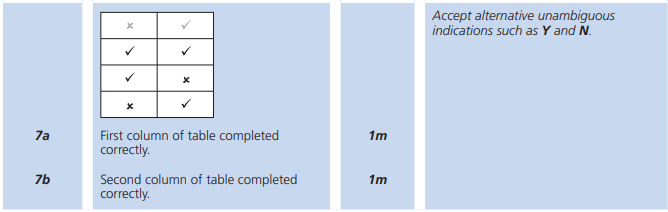 Accept alternative unambiguous
indications such as Y and N.
✗ ✓
✓ ✓
✓ ✗
✗ ✓
7a First column of table completed 1m
correctly.
7b Second column of table completed 1m
correctly.